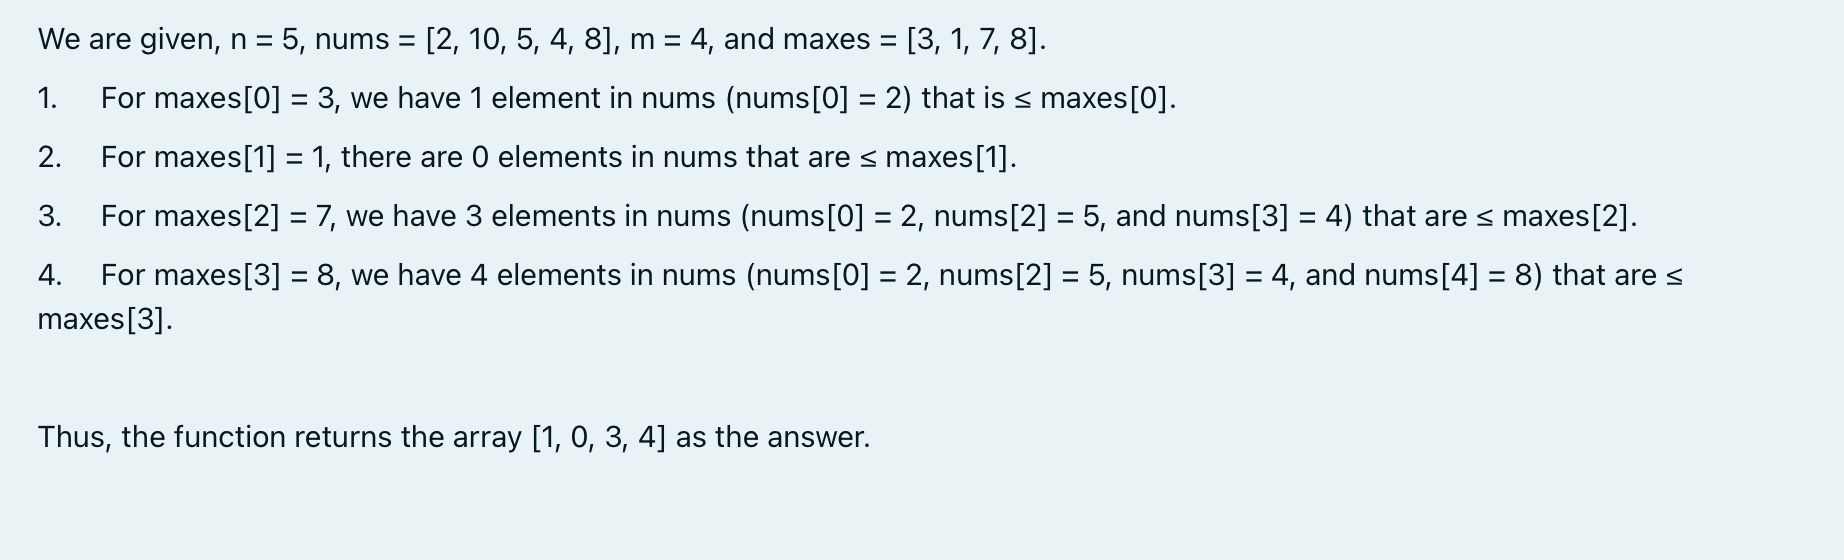 We are given, n = 5, nums = [2, 10, 5, 4, 8], m = 4, and maxes = [3, 1, 7, 8].
1. For maxes[0] = 3, we have 1 element in nums (nums[0] = 2) that is ≤ maxes[0].
2. For maxes[1] = 1, there are 0 elements in nums that are ≤ maxes[1].
3. For maxes[2] = 7, we have 3 elements in nums (nums[0] = 2, nums[2] = 5, and nums[3] = 4) that are ≤ maxes[2].
4. For maxes[3] = 8, we have 4 elements in nums (nums[0] = 2, nums[2] = 5, nums[3] = 4, and nums[4] = 8) that are ≤
maxes[3].
Thus, the function returns the array [1, 0, 3, 4] as the answer.